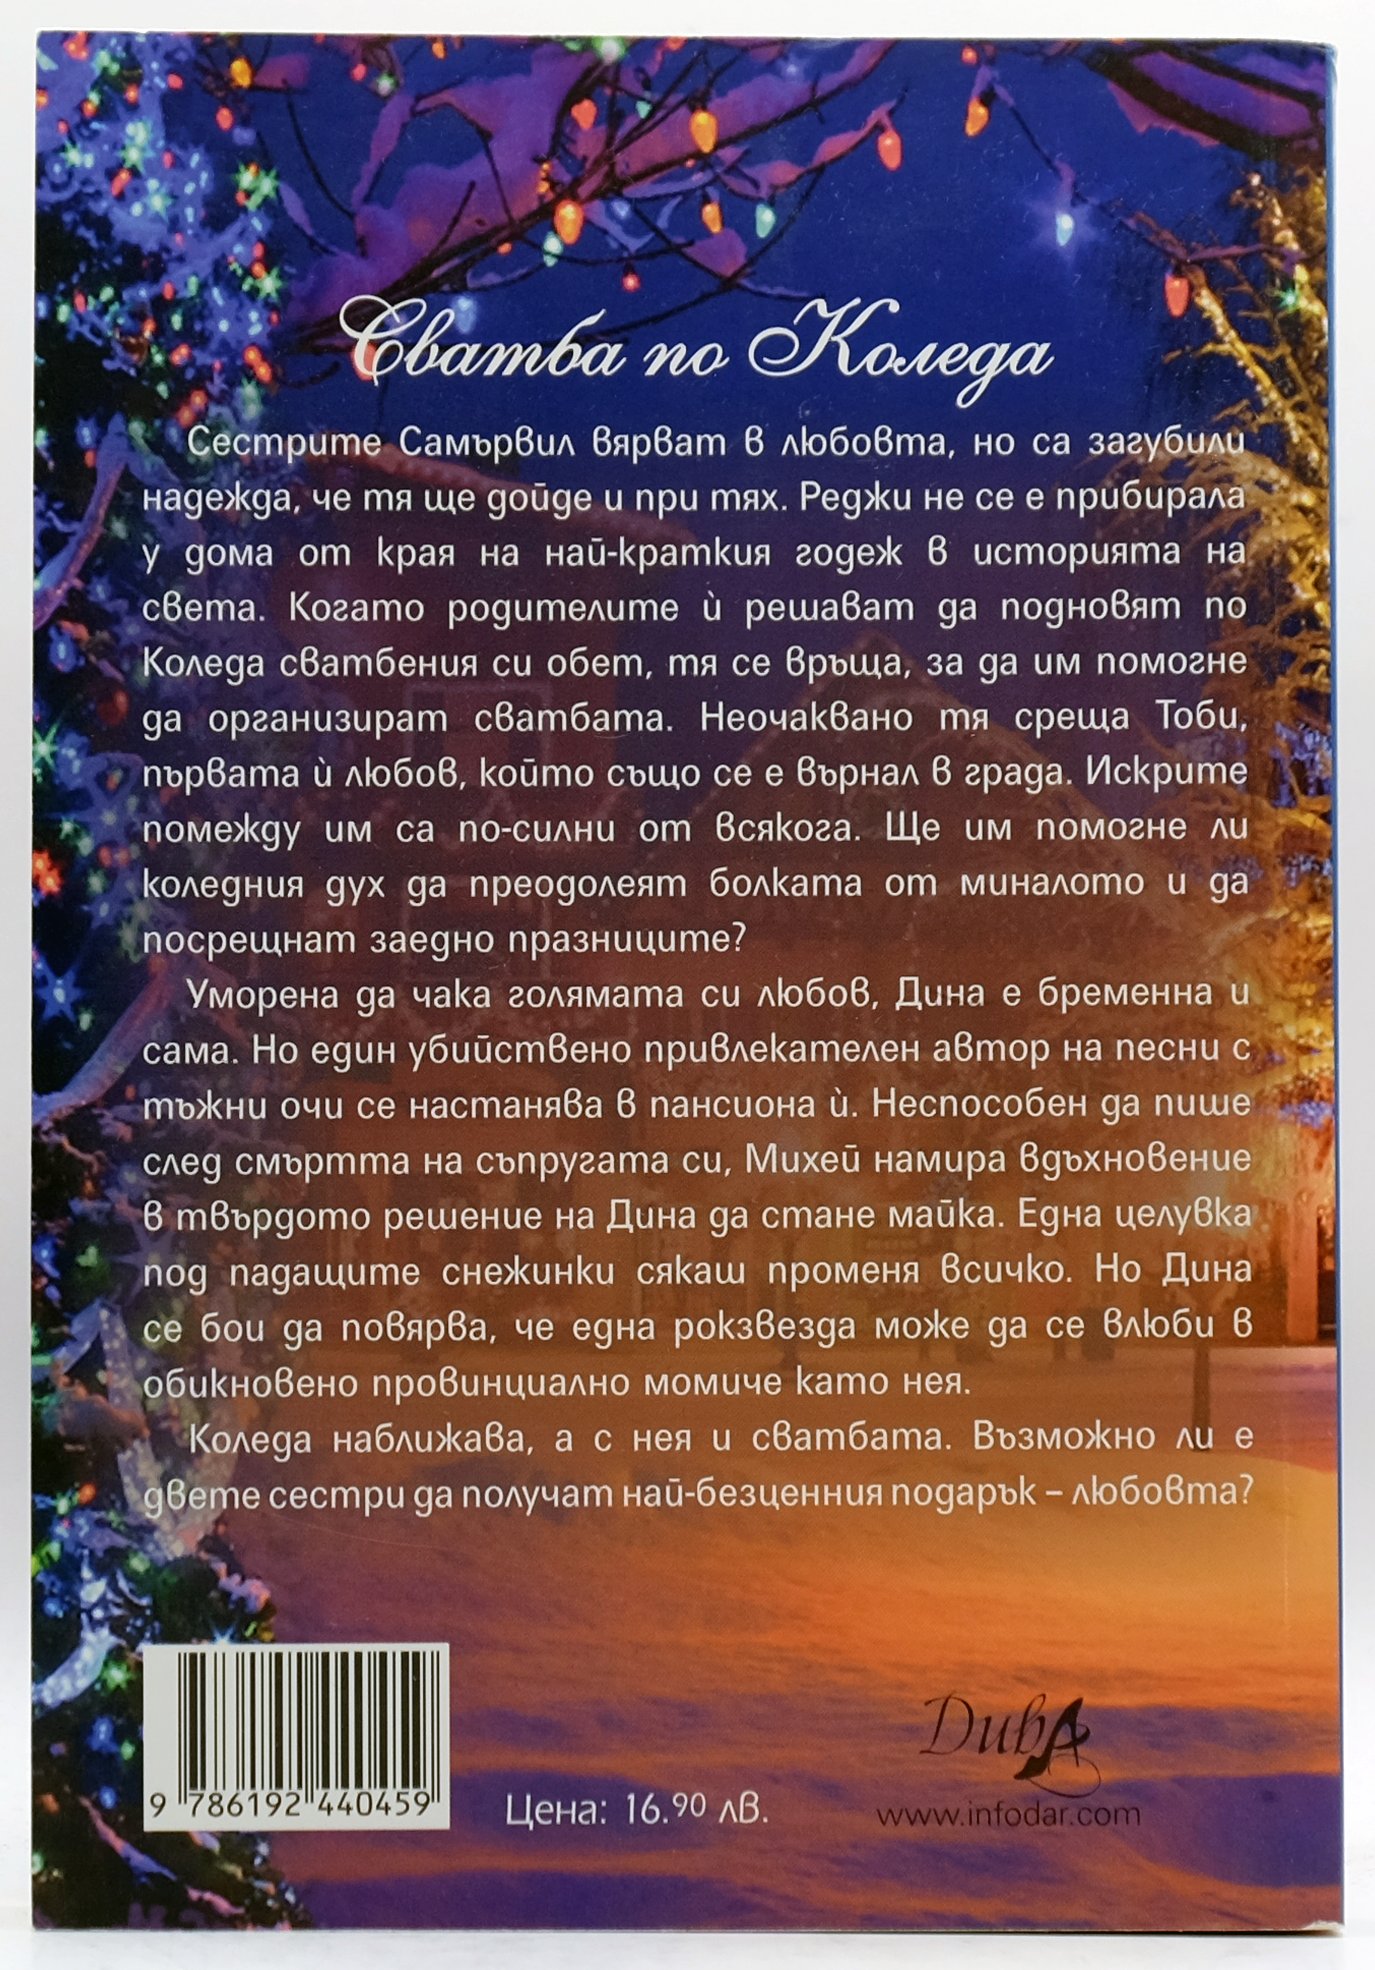 Сватба по Коледа
Сестрите Самървил вярват в любовта, но са загубили
надежда, че тя ще дойде и при тях. Реджи не се е прибирала
у дома от края на най-краткия годеж в историята на
света. Когато родителите ѝ решават да подновят по
Коледа сватбения си обет, тя се връща, за да им помогне
да организират сватбата. Неочаквано тя среща Тоби,
първата ѝ любов, който също се е върнал в града. Искрите
помежду им са по-силни от всякога. Ще им помогне ли
коледния дух да преодолеят болката от миналото и да
посрещнат заедно празниците?
Уморена да чака голямата си любов, Дина е бременна и
сама. Но един убийствено привлекателен автор на песни с
тъжни очи се настанява в пансиона ѝ. Неспособен да пише
след смъртта на съпругата си, Михей намира вдъхновение
в твърдото решение на Дина да стане майка. Една целувка
под падащите снежинки сякаш променя всичко. Но Дина
се бои да повярва, че една рокзвезда може да се влюби в
обикновено провинциално момиче като нея.
Коледа наближава, а с нея и сватбата. Възможно ли е
двете сестри да получат най-безценния подарък – любовта?
9 786192 440459
Цена: 16.90 лв.
ДивА
www.infodar.com